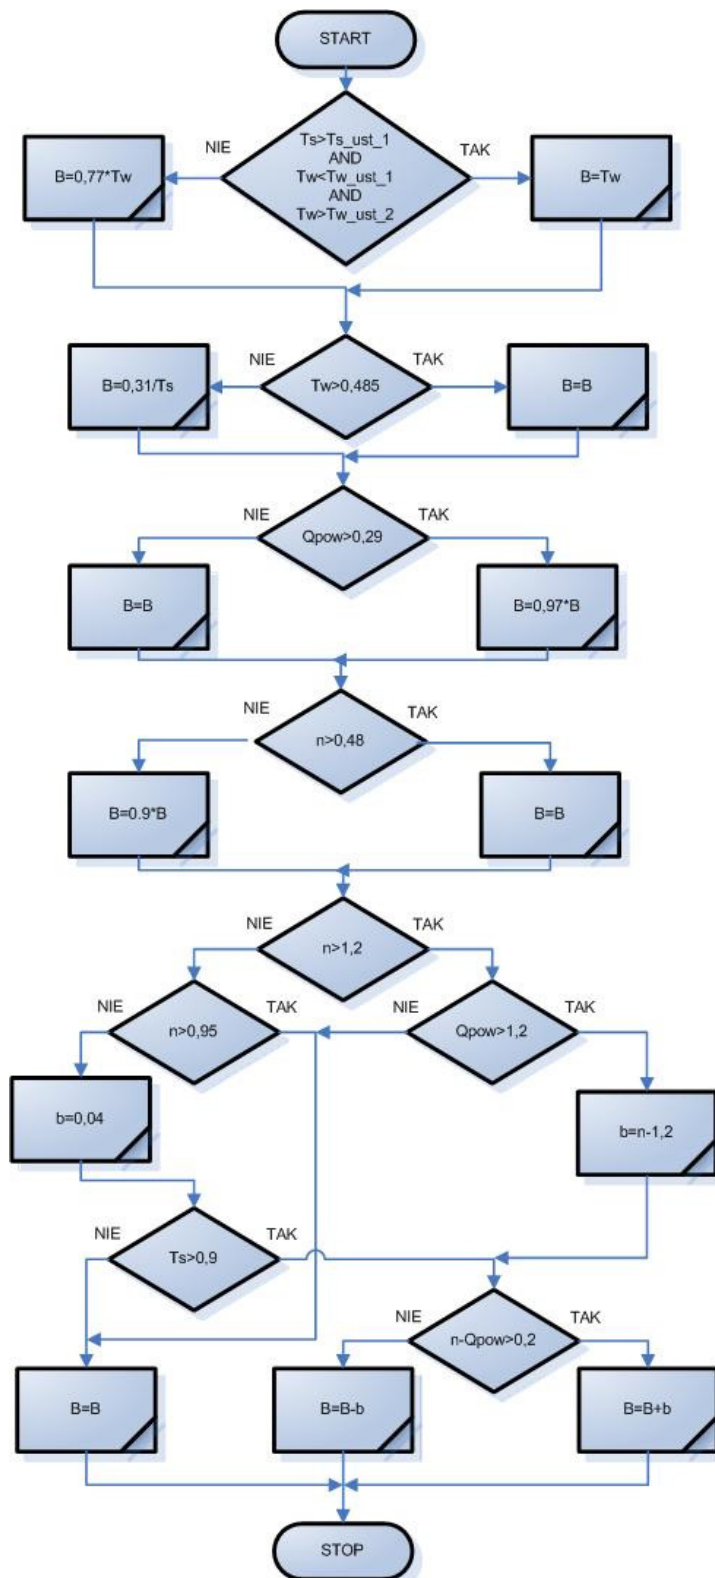 START
NIE
Ts>Ts_ust_1
AND
Tw<Tw_ust_1
AND
Tw>Tw_ust_2
TAK
B=0,77*Tw
B=Tw
NIE
TAK
B=0,31/Ts
Tw>0,485
B=B
NIE
TAK
Qpow>0,29
B=B
B=0,97*B
NIE
TAK
n>0,48
B=0.9*B
B=B
NIE
TAK
n>1,2
NIE
TAK
NIE
TAK
n>0,95
Qpow>1,2
b=0,04
b=n-1,2
NIE
TAK
Ts>0,9
NIE
TAK
n-Qpow>0,2
B=B
B=B-b
B=B+b
STOP